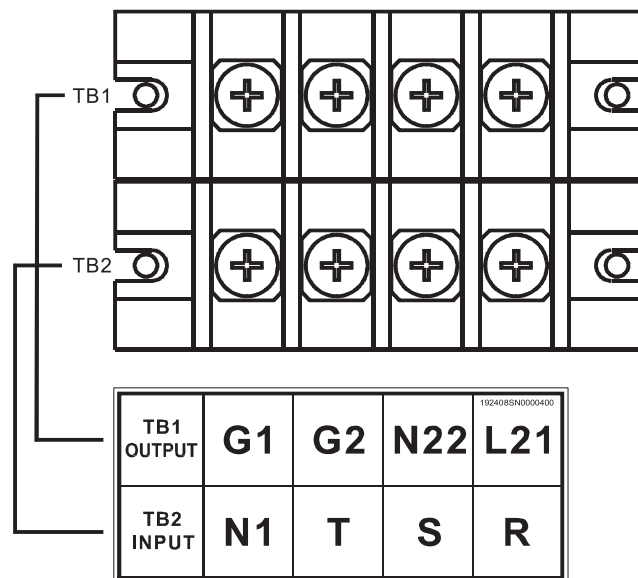 TB1
TB2
192408SN0000400
TB1
OUTPUT
G1
G2
N22
L21
TB2
INPUT
N1
T
S
R